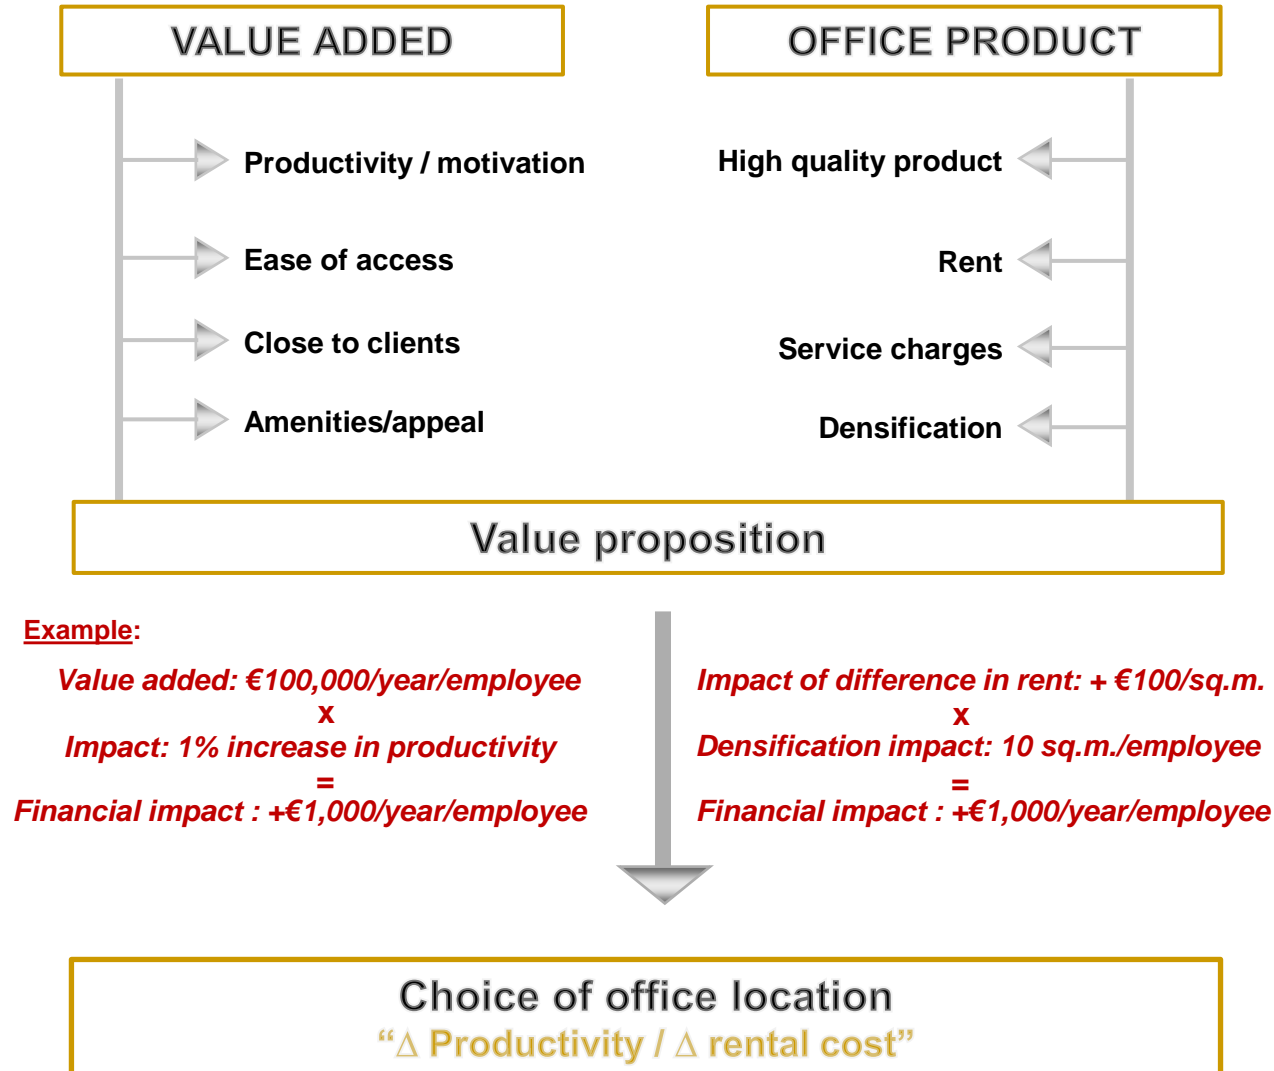 VALUE ADDED
OFFICE PRODUCT
Productivity / motivation
Ease of access
Close to clients
Amenities/appeal
High quality product
Rent
Service charges
Densification
Value proposition
Example:
Value added: €100,000/year/employee
x
Impact: 1% increase in productivity
=
Financial impact : +€1,000/year/employee
Impact of difference in rent: + €100/sq.m.
x
Densification impact: 10 sq.m./employee
=
Financial impact : +€1,000/year/employee
Choice of office location
“∆ Productivity / ∆ rental cost”